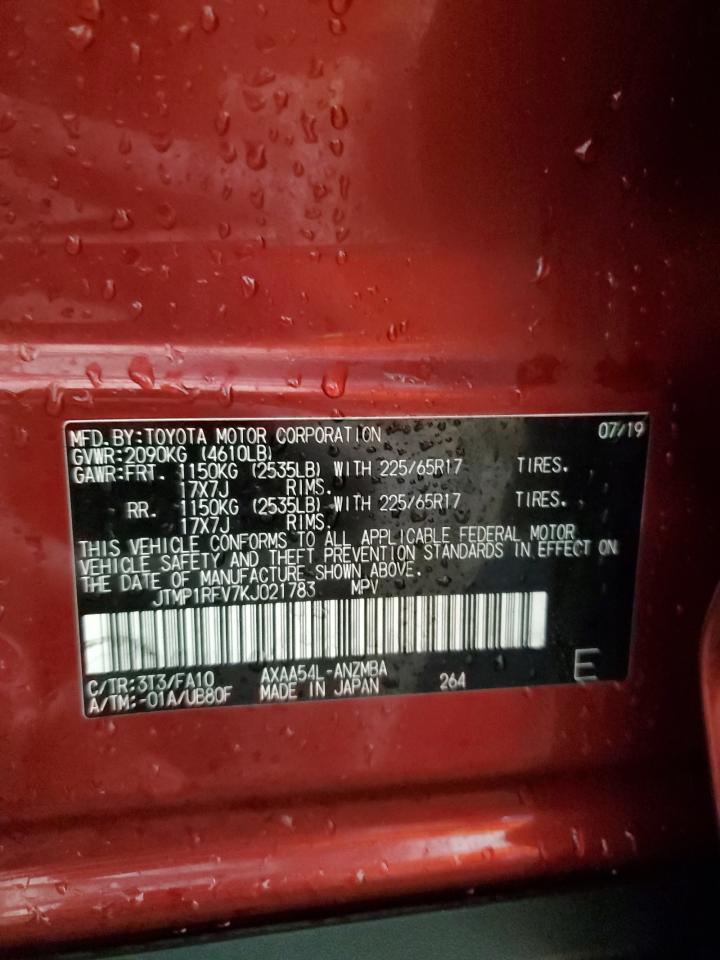 MFD.BY:TOYOTA MOTOR CORPORATION 07/19
GVWR:2090KG (4610LB)
GAWR:FRT. 1150KG (2535LB) WITH 225/65R17 TIRES.
17X7J RIMS.
RR. 1150KG (2535LB) WITH 225/65R17 TIRES.
17X7J RIMS.
THIS VEHICLE CONFORMS TO ALL APPLICABLE FEDERAL MOTOR
VEHICLE SAFETY AND THEFT PREVENTION STANDARDS IN EFFECT ON
THE DATE OF MANUFACTURE SHOWN ABOVE.
JTMP1RFV7KJ021783 MPV
C/TR:3T3/FA10 AXAA54L-ANZMBA
A/TM:-01A/UB80F MADE IN JAPAN 264 E